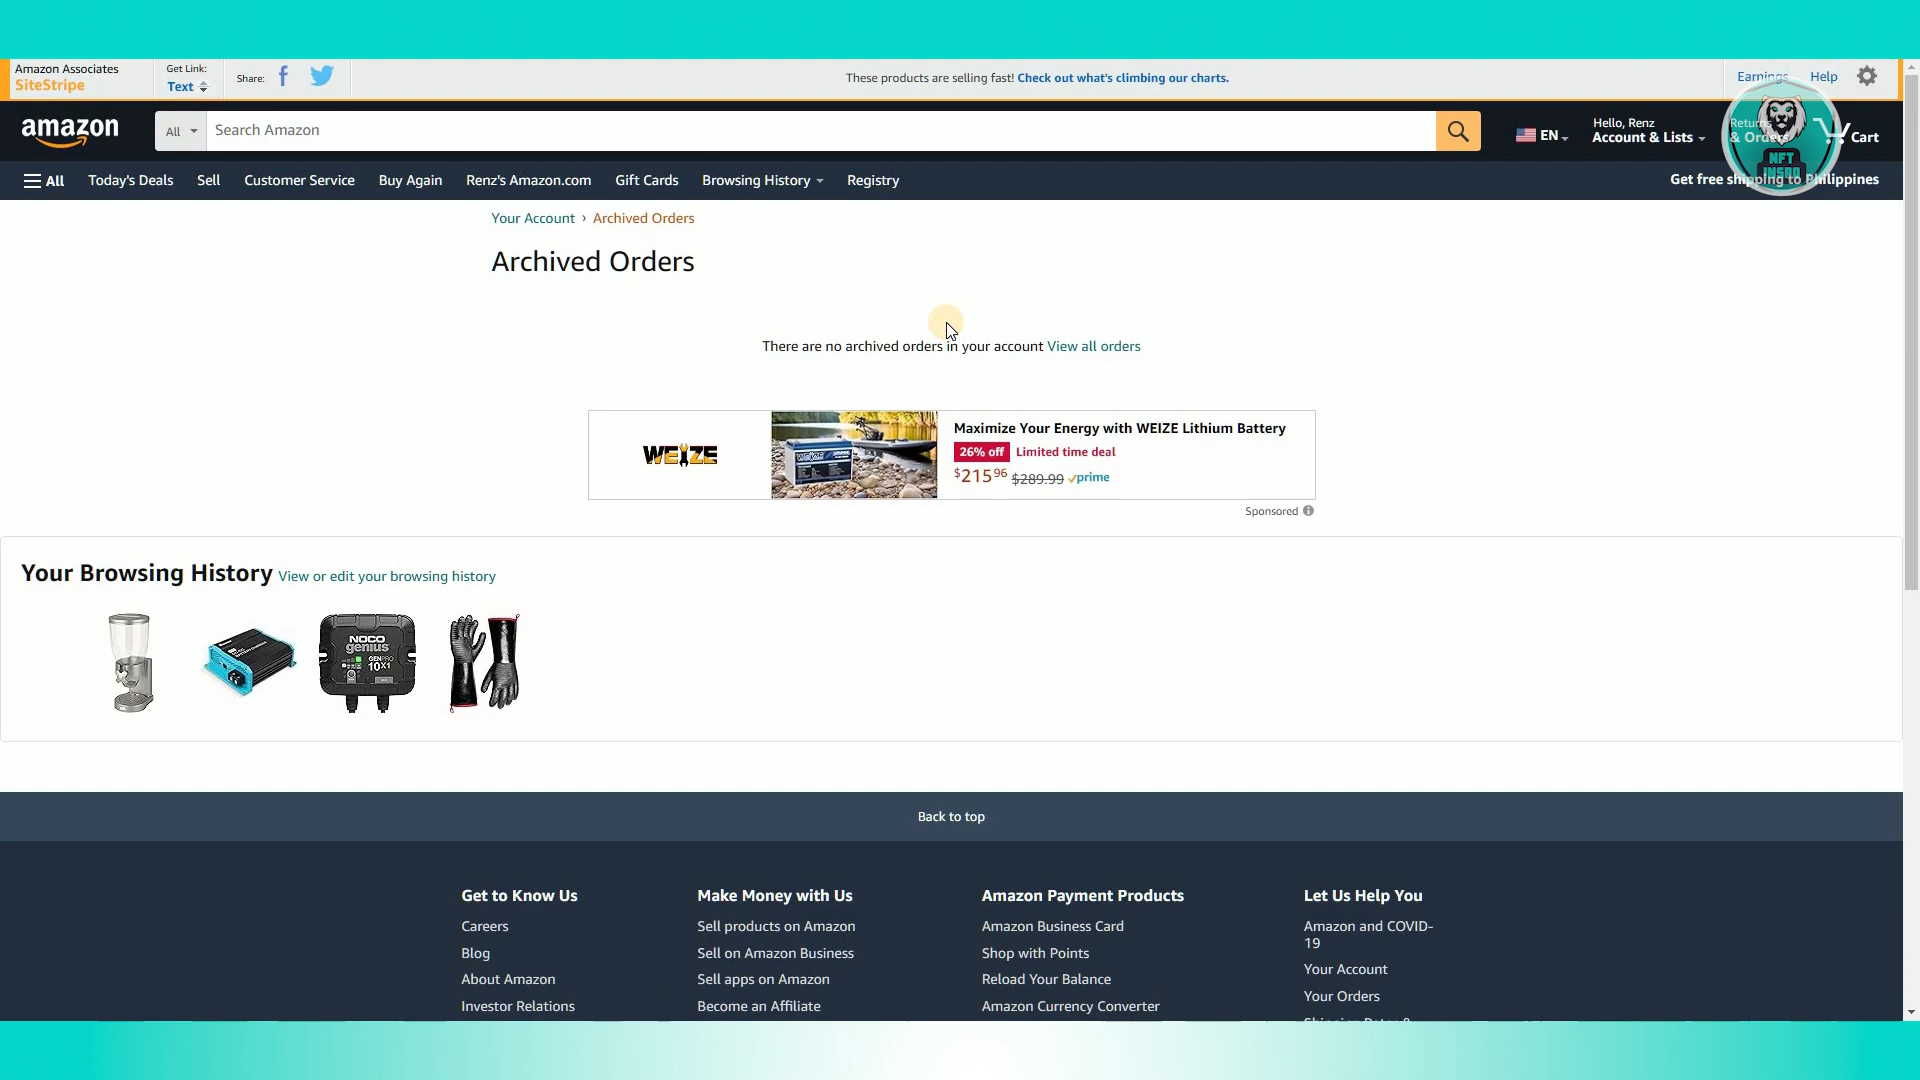 Amazon Associates
SiteStripe
Get Link:
Text
Share:
These products are selling fast! Check out what's climbing our charts.
Earnings
Help
amazon
All
Search Amazon
EN
Hello, Renz
Account & Lists
Returns
& Orders
Cart
NFT
INSRD
All
Today's Deals
Sell
Customer Service
Buy Again
Renz's Amazon.com
Gift Cards
Browsing History
Registry
Get free shipping to Philippines
Your Account › Archived Orders
Archived Orders
There are no archived orders in your account View all orders
WEIZE
WEIZE
Maximize Your Energy with WEIZE Lithium Battery
26% off Limited time deal
$215 96 $289.99 prime
Sponsored
Your Browsing History View or edit your browsing history
NOCO
genius
GENPRO
10X1
Back to top
Get to Know Us
Careers
Blog
About Amazon
Investor Relations
Make Money with Us
Sell products on Amazon
Sell on Amazon Business
Sell apps on Amazon
Become an Affiliate
Amazon Payment Products
Amazon Business Card
Shop with Points
Reload Your Balance
Amazon Currency Converter
Let Us Help You
Amazon and COVID-
19
Your Account
Your Orders